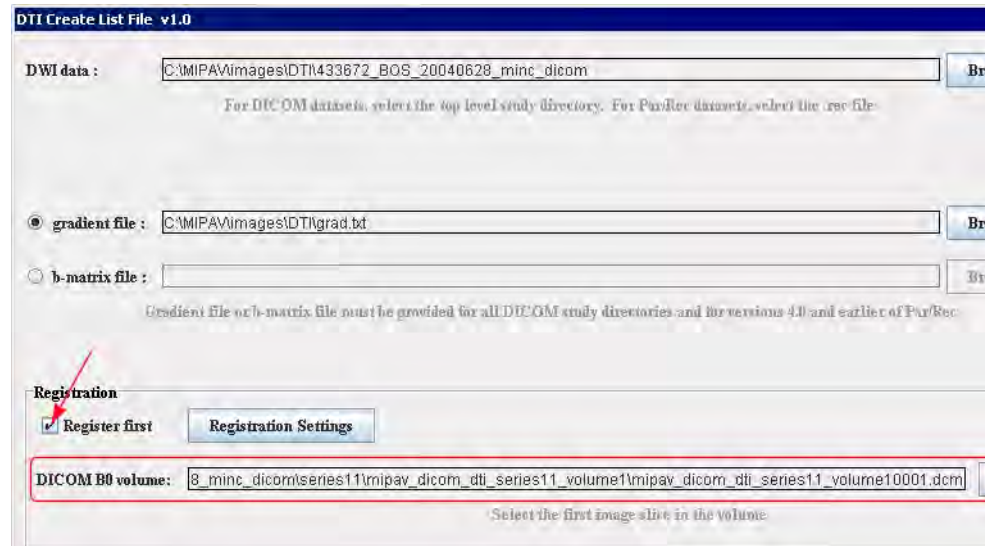 DTI Create List File v1.0
DWI data : C:\MIPAV\images\DTI\433672_BOS_20040628_minc_dicom Br
For DICOM datasets, select the top level study directory. For Par/Rec datasets, select the .rec file
gradient file : C:\MIPAV\images\DTI\grad.txt Br
b-matrix file : Br
Gradient file or b-matrix file must be provided for all DICOM study directories and for versions 4.0 and earlier of Par/Rec
Registration
Register first Registration Settings
DICOM B0 volume: 8_minc_dicom\series11\mipav_dicom_dti_series11_volume1\mipav_dicom_dti_series11_volume10001.dcm
Select the first image slice in the volume